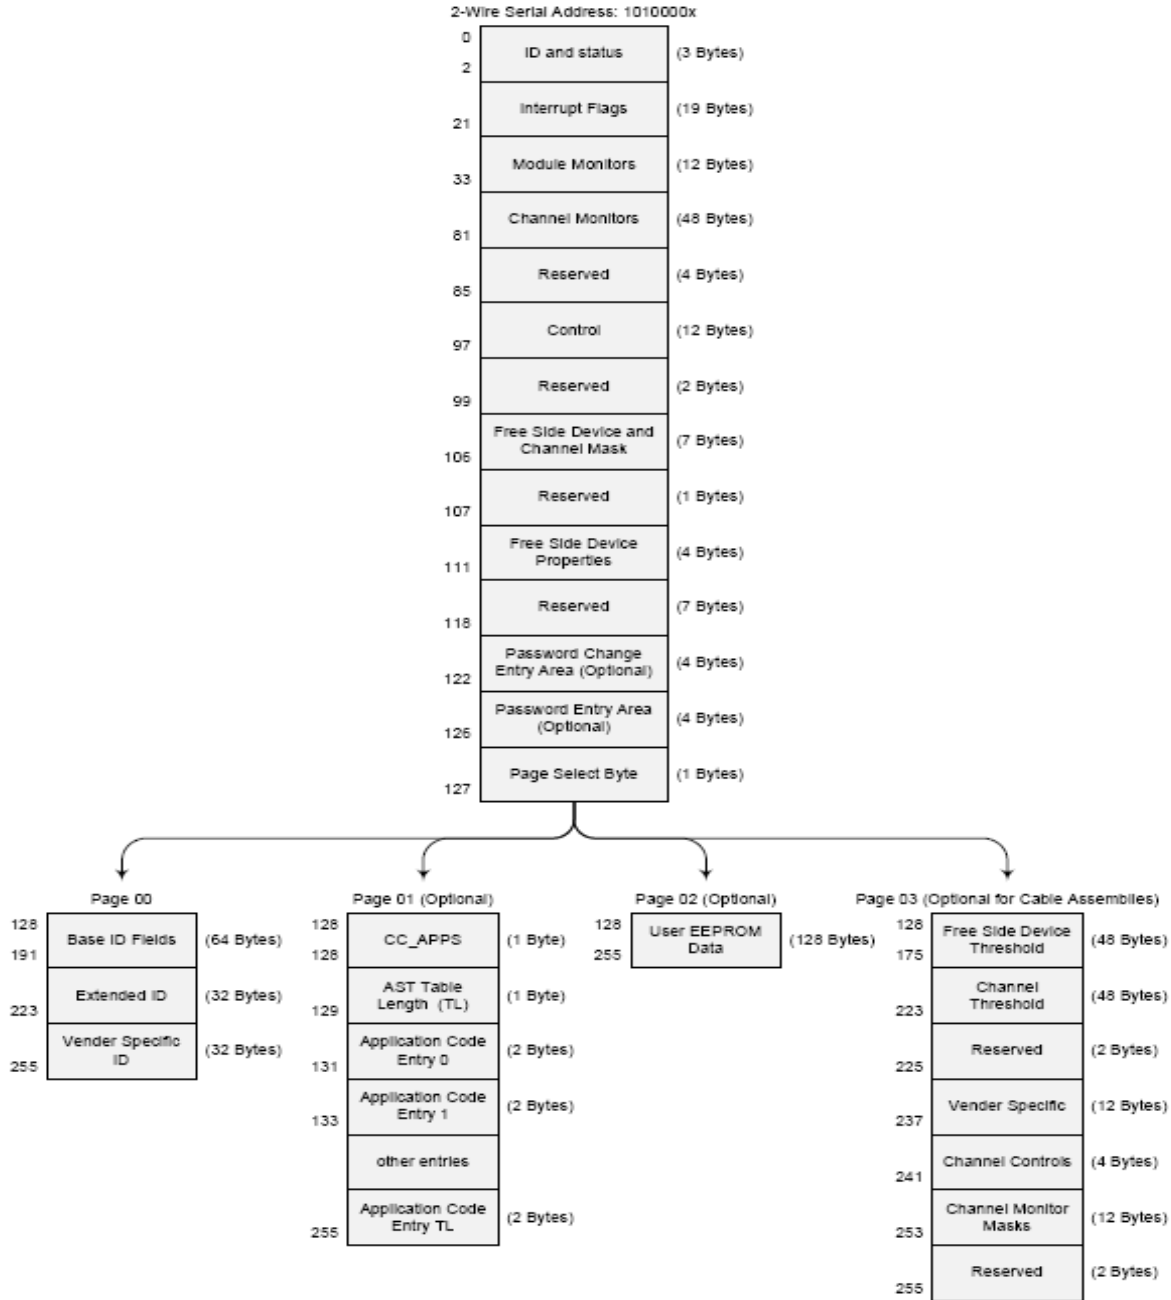 2-Wire Serial Address: 1010000x
0
ID and status
(3 Bytes)
2
Interrupt Flags
(19 Bytes)
21
Module Monitors
(12 Bytes)
33
Channel Monitors
(48 Bytes)
81
Reserved
(4 Bytes)
85
Control
(12 Bytes)
97
Reserved
(2 Bytes)
99
Free Side Device and
Channel Mask
(7 Bytes)
106
Reserved
(1 Bytes)
107
Free Side Device
Properties
(4 Bytes)
111
Reserved
(7 Bytes)
118
Password Change
Entry Area (Optional)
(4 Bytes)
122
Password Entry Area
(Optional)
(4 Bytes)
126
Page Select Byte
(1 Bytes)
127
Page 00
128
Base ID Fields
(64 Bytes)
191
Extended ID
(32 Bytes)
223
Vender Specific
ID
(32 Bytes)
255
Page 01 (Optional)
128
CC_APPS
(1 Byte)
128
AST Table
Length (TL)
(1 Byte)
129
Application Code
Entry 0
(2 Bytes)
131
Application Code
Entry 1
(2 Bytes)
133
other entries
Application Code
Entry TL
(2 Bytes)
255
Page 02 (Optional)
128
User EEPROM
Data
(128 Bytes)
255
Page 03 (Optional for Cable Assemblies)
128
Free Side Device
Threshold
(48 Bytes)
175
Channel
Threshold
(48 Bytes)
223
Reserved
(2 Bytes)
225
Vender Specific
(12 Bytes)
237
Channel Controls
(4 Bytes)
241
Channel Monitor
Masks
(12 Bytes)
253
Reserved
(2 Bytes)
255